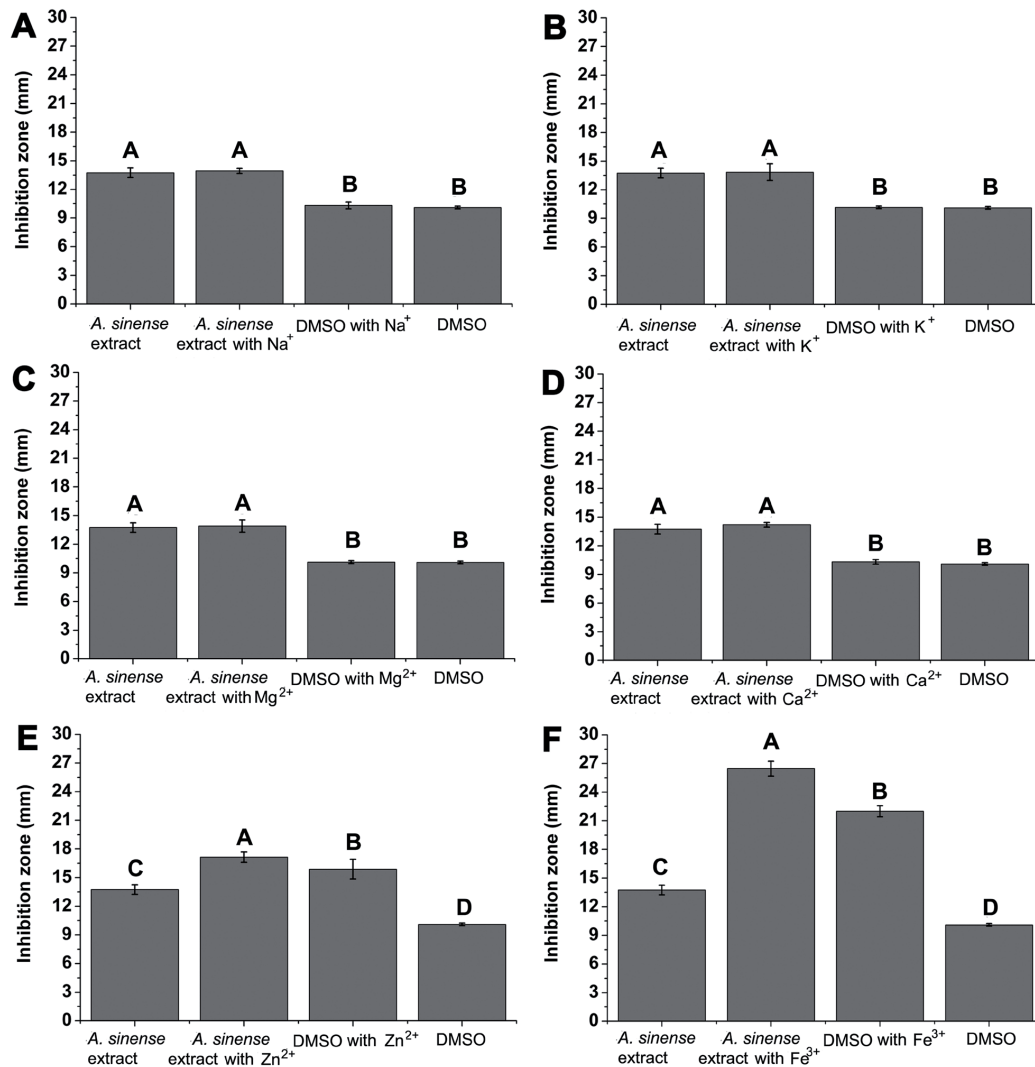 A
Inhibition zone (mm)
30
27
24
21
18
15
12
9
6
3
0
A
A
B
B
A. sinense
extract
A. sinense
extract with Na⁺
DMSO with Na⁺
DMSO
B
Inhibition zone (mm)
30
27
24
21
18
15
12
9
6
3
0
A
A
B
B
A. sinense
extract
A. sinense
extract with K⁺
DMSO with K⁺
DMSO
C
Inhibition zone (mm)
30
27
24
21
18
15
12
9
6
3
0
A
A
B
B
A. sinense
extract
A. sinense
extract with Mg²⁺
DMSO with Mg²⁺
DMSO
D
Inhibition zone (mm)
30
27
24
21
18
15
12
9
6
3
0
A
A
B
B
A. sinense
extract
A. sinense
extract with Ca²⁺
DMSO with Ca²⁺
DMSO
E
Inhibition zone (mm)
30
27
24
21
18
15
12
9
6
3
0
C
A
B
D
A. sinense
extract
A. sinense
extract with Zn²⁺
DMSO with Zn²⁺
DMSO
F
Inhibition zone (mm)
30
27
24
21
18
15
12
9
6
3
0
C
A
B
D
A. sinense
extract
A. sinense
extract with Fe³⁺
DMSO with Fe³⁺
DMSO